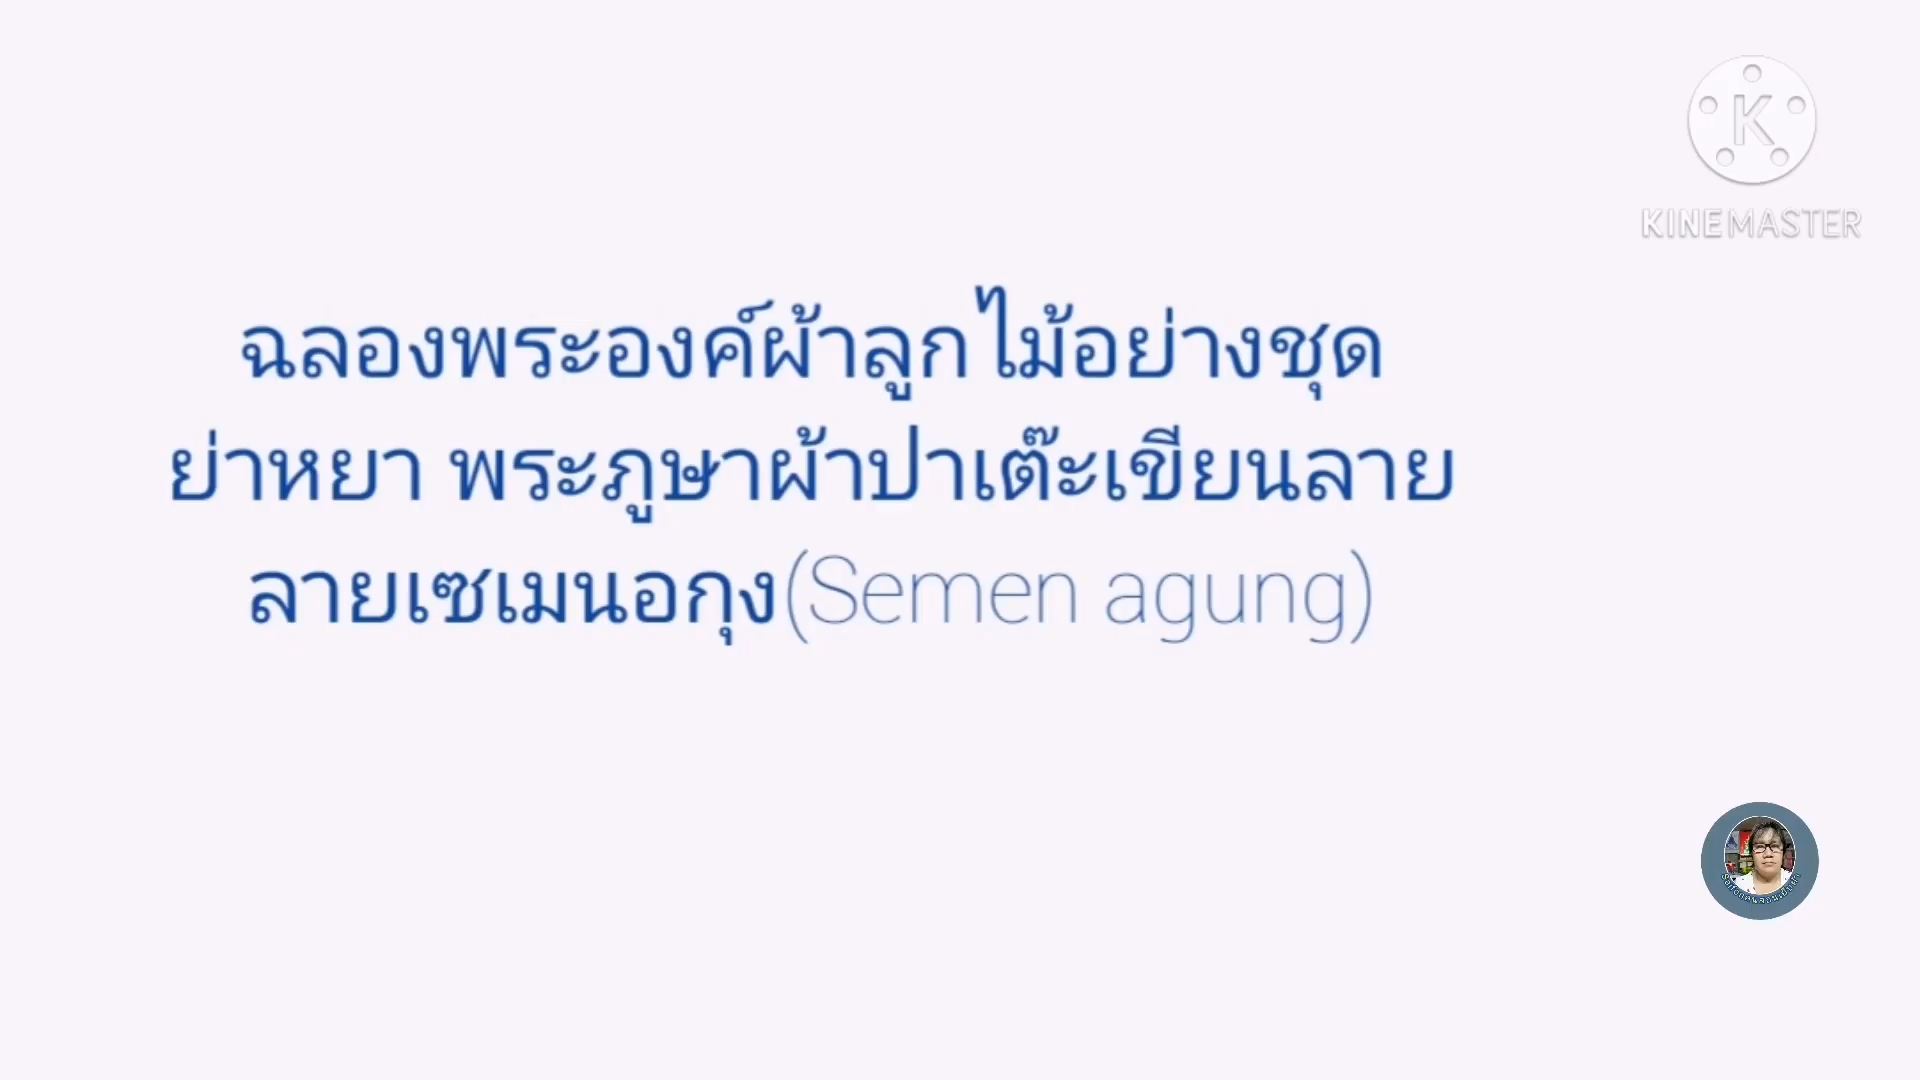 K
KINEMASTER
ฉลองพระองค์ผ้าลูกไม้อย่างชุด
ย่าหยา พระภูษาผ้าปาเต๊ะเขียนลาย
ลายเซเมนอกุง(Semen agung)